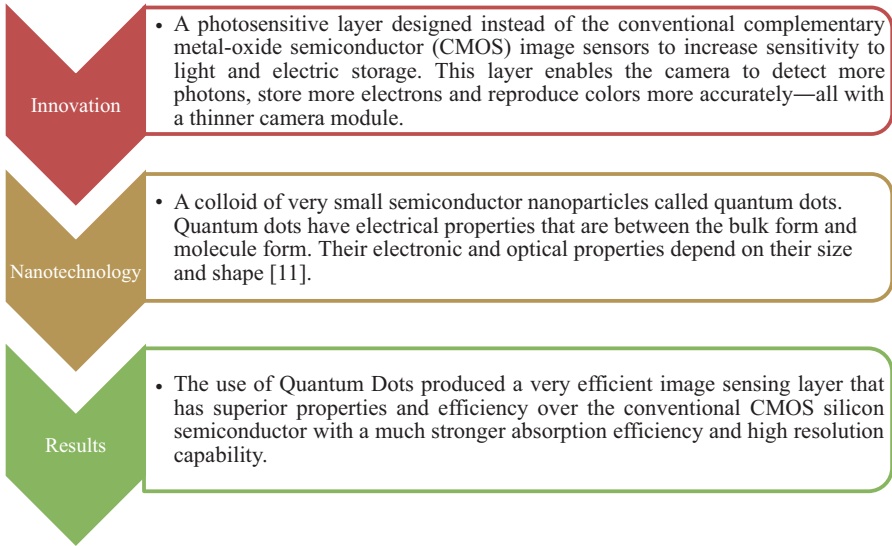 Innovation
• A photosensitive layer designed instead of the conventional complementary
metal-oxide semiconductor (CMOS) image sensors to increase sensitivity to
light and electric storage. This layer enables the camera to detect more
photons, store more electrons and reproduce colors more accurately—all with
a thinner camera module.
Nanotechnology
• A colloid of very small semiconductor nanoparticles called quantum dots.
Quantum dots have electrical properties that are between the bulk form and
molecule form. Their electronic and optical properties depend on their size
and shape [11].
Results
• The use of Quantum Dots produced a very efficient image sensing layer that
has superior properties and efficiency over the conventional CMOS silicon
semiconductor with a much stronger absorption efficiency and high resolution
capability.